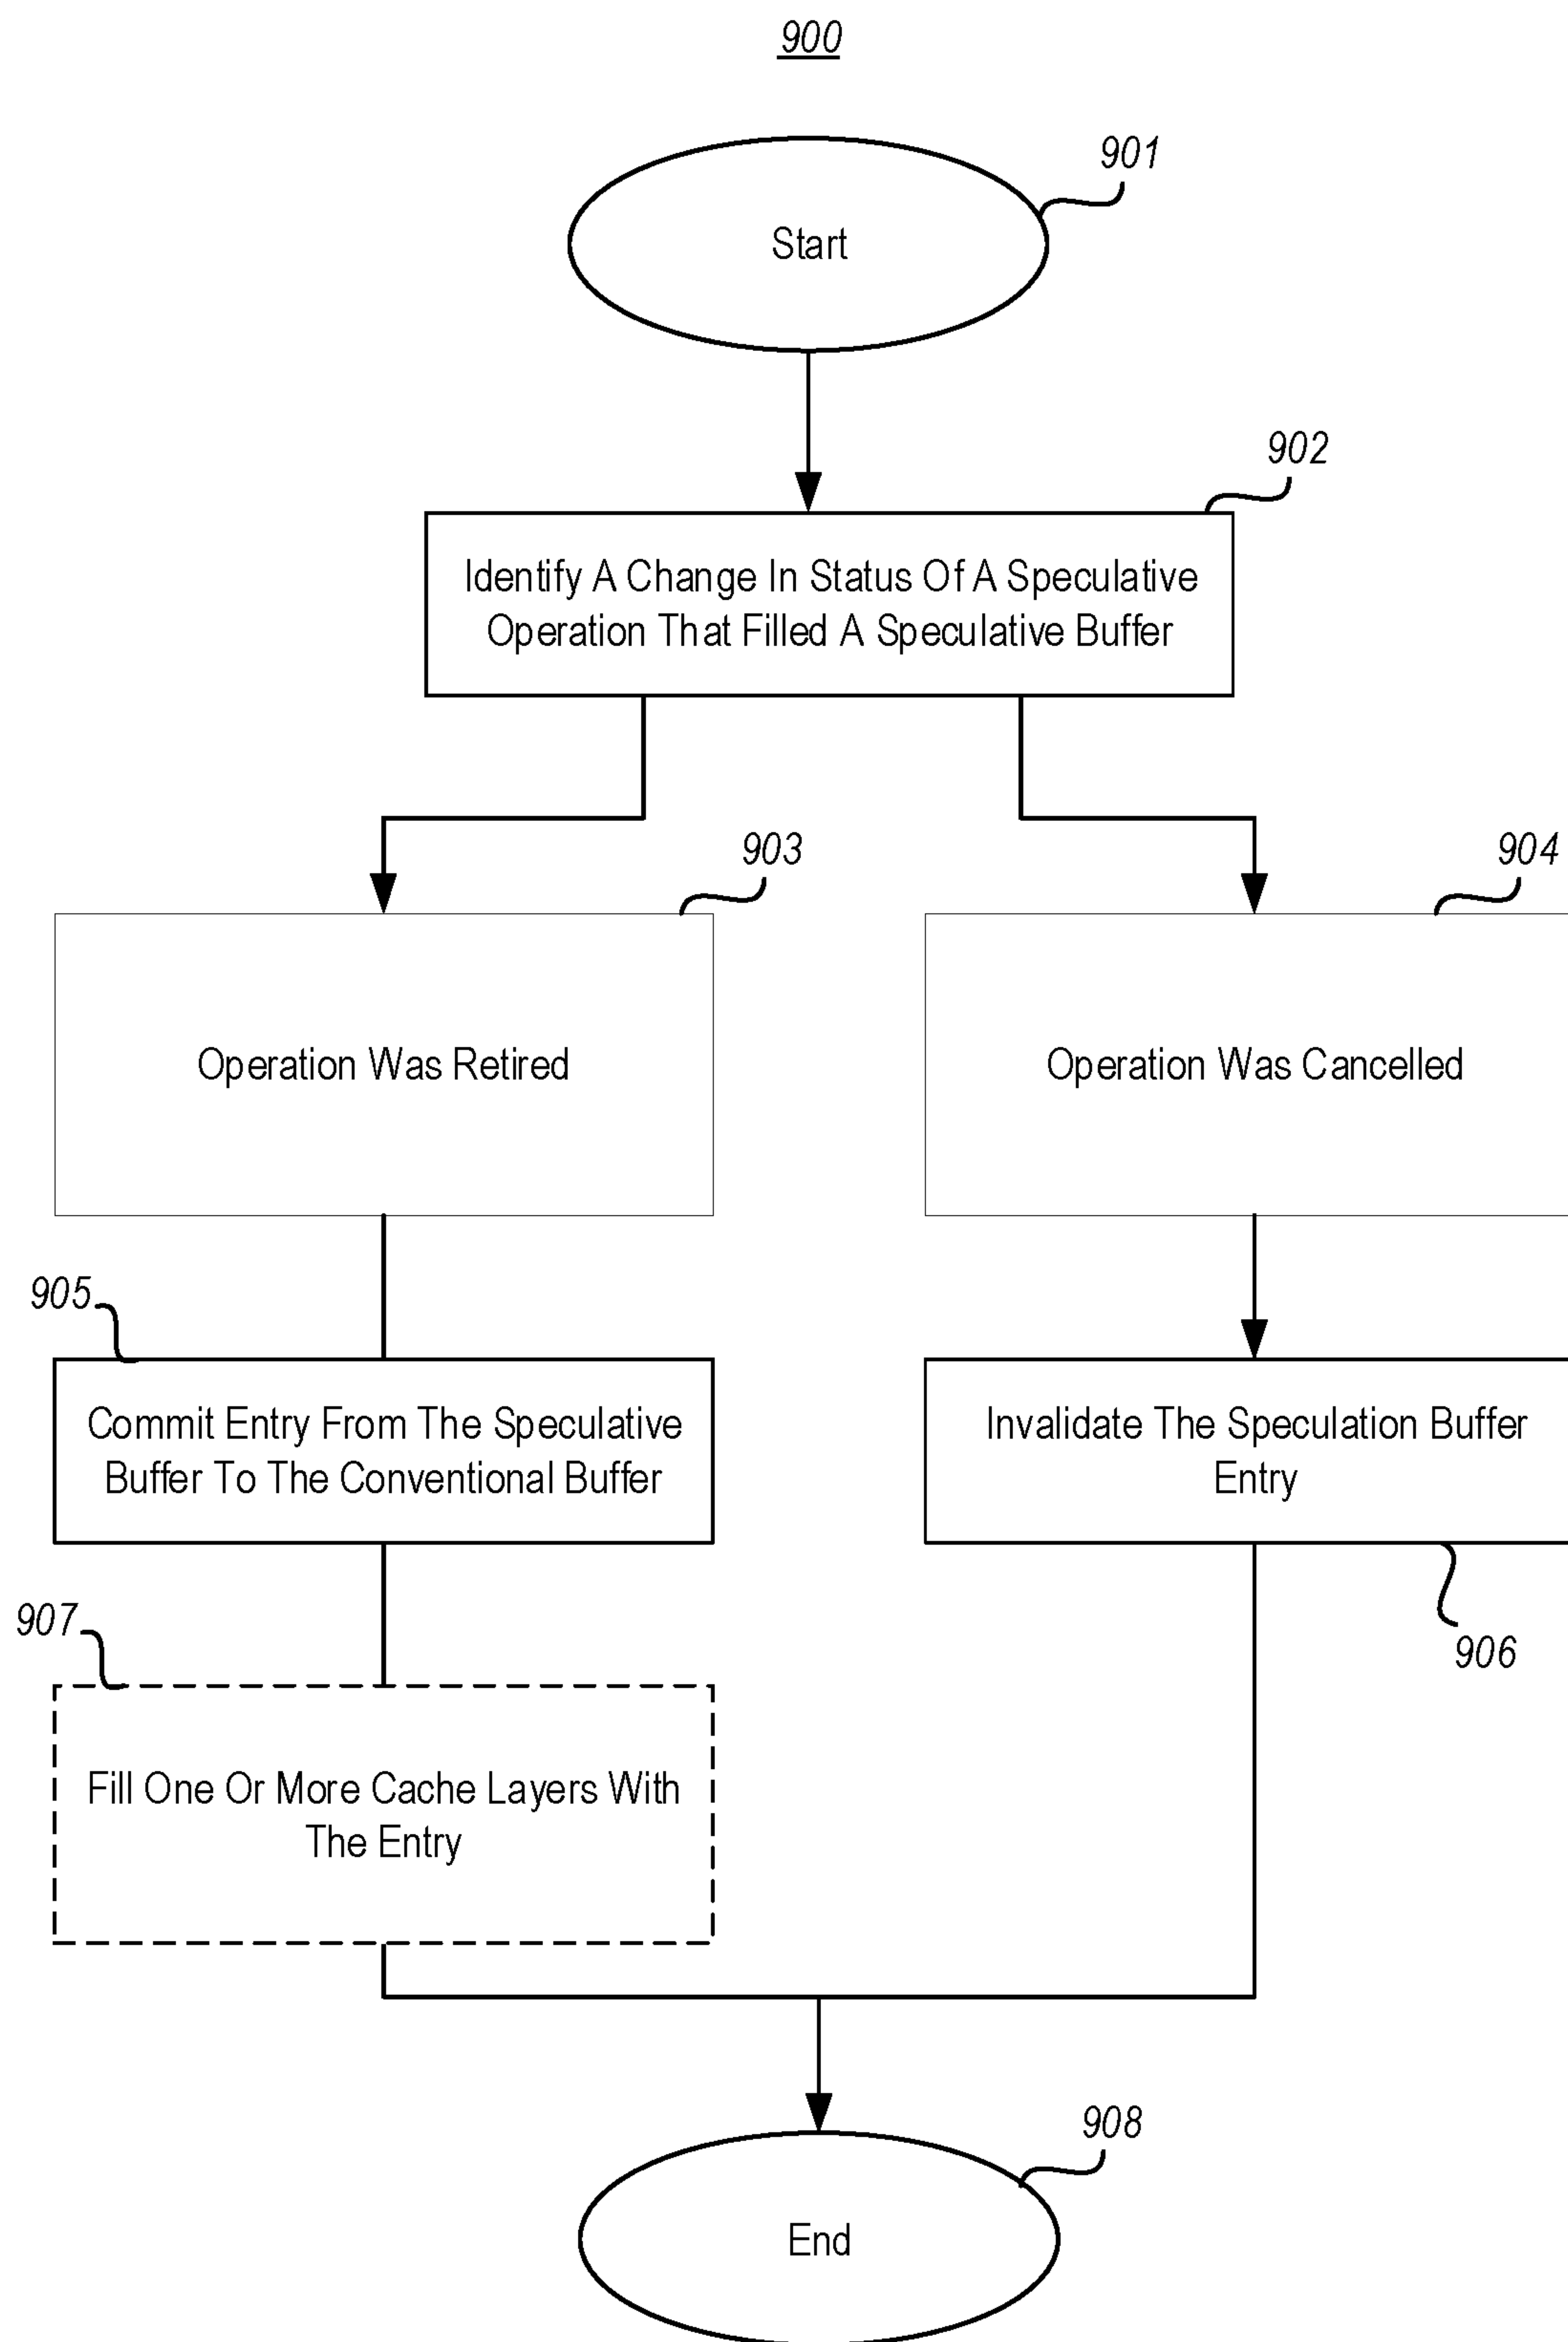 900
901
Start
902
Identify A Change In Status Of A Speculative
Operation That Filled A Speculative Buffer
903
904
Operation Was Retired
Operation Was Cancelled
905
Commit Entry From The Speculative
Buffer To The Conventional Buffer
Invalidate The Speculation Buffer
Entry
906
907
Fill One Or More Cache Layers With
The Entry
908
End